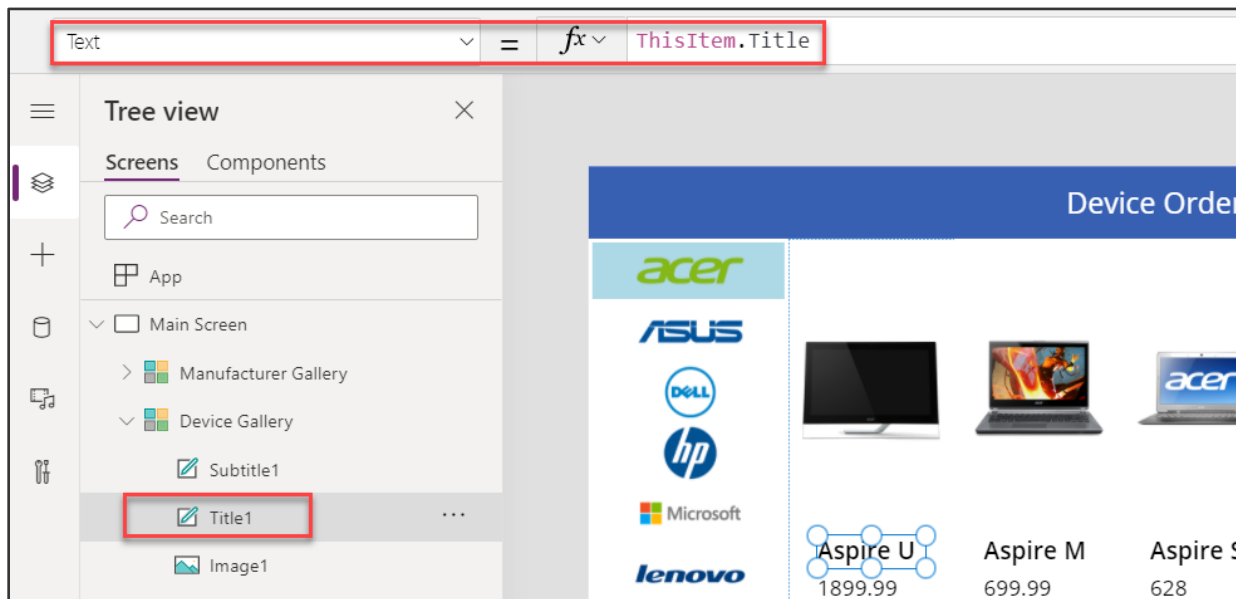 Text = fx ThisItem.Title
Tree view
Screens Components
Search
App
Main Screen
Manufacturer Gallery
Device Gallery
Subtitle1
Title1 ...
Image1
Device Order
acer
ASUS
DELL
hp
Microsoft
lenovo
acer
Aspire U Aspire M Aspire S
1899.99 699.99 628